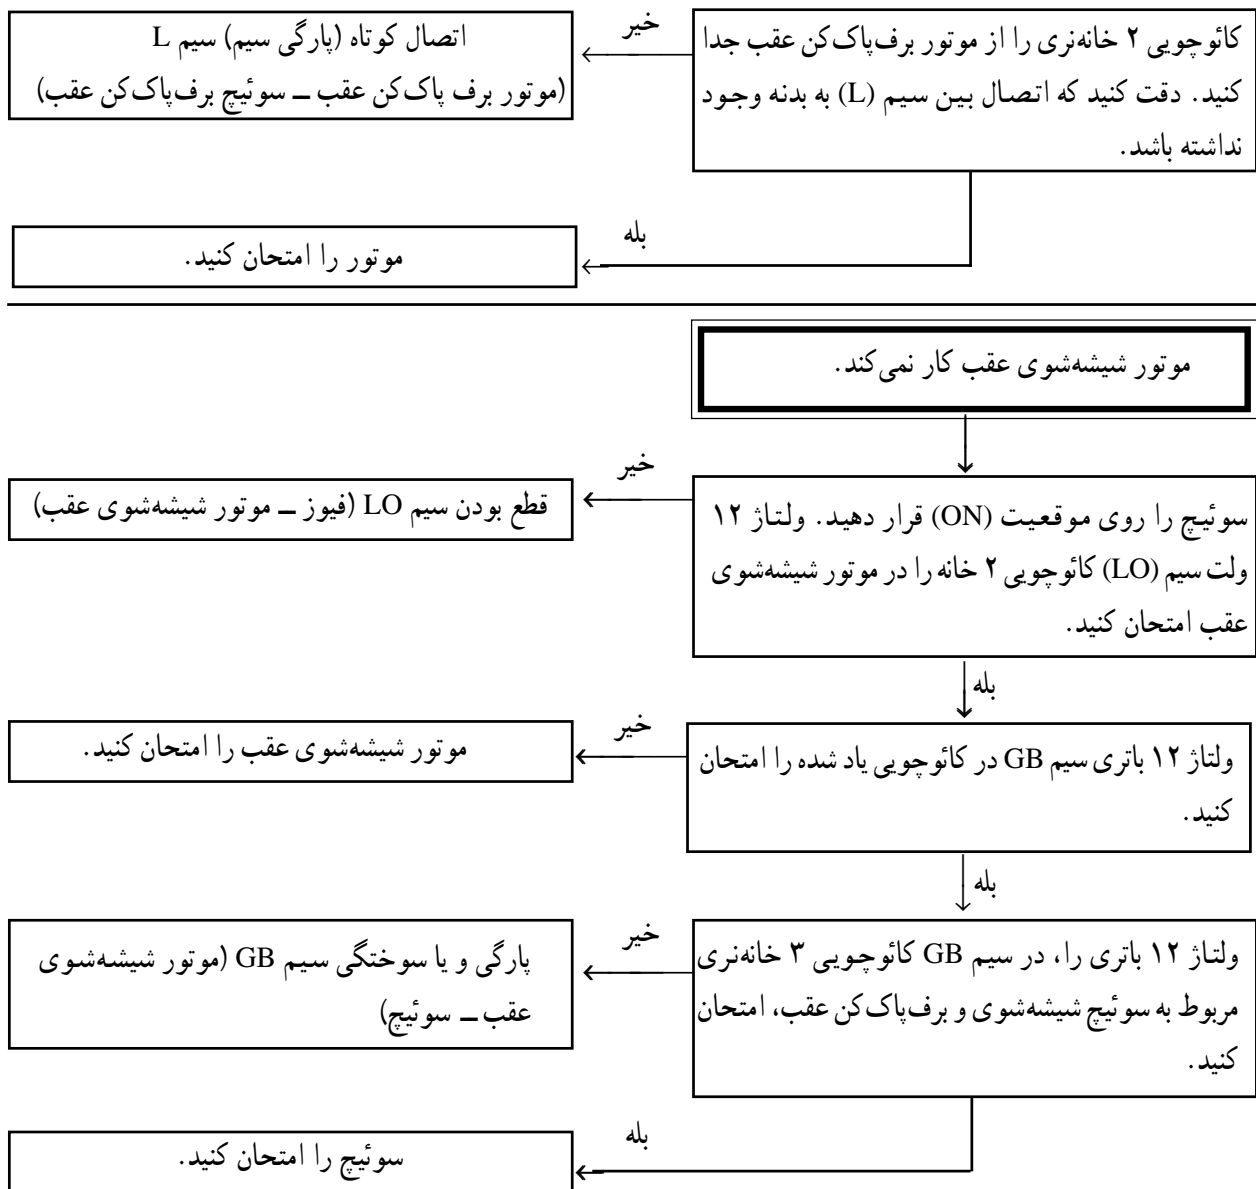 کائوچویی ۲ خانه‌نری را از موتور برف‌پاک‌کن عقب جدا
کنید. دقت کنید که اتصال بین سیم (L) به بدنه وجود
نداشته باشد.
خیر
اتصال کوتاه (پارگی سیم) سیم L
(موتور برف پاک‌کن عقب ــ سوئیچ برف‌پاک‌کن عقب)
بله
موتور را امتحان کنید.
موتور شیشه‌شوی عقب کار نمی‌کند.
سوئیچ را روی موقعیت (ON) قرار دهید. ولتاژ ۱۲
ولت سیم (LO) کائوچویی ۲ خانه را در موتور شیشه‌شوی
عقب امتحان کنید.
خیر
قطع بودن سیم LO (فیوز ــ موتور شیشه‌شوی عقب)
بله
ولتاژ ۱۲ باتری سیم GB در کائوچویی یاد شده را امتحان
کنید.
خیر
موتور شیشه‌شوی عقب را امتحان کنید.
بله
ولتاژ ۱۲ باتری را، در سیم GB کائوچویی ۳ خانه‌نری
مربوط به سوئیچ شیشه‌شوی و برف‌پاک‌کن عقب، امتحان
کنید.
خیر
پارگی و یا سوختگی سیم GB (موتور شیشه‌شوی
عقب ــ سوئیچ)
بله
سوئیچ را امتحان کنید.